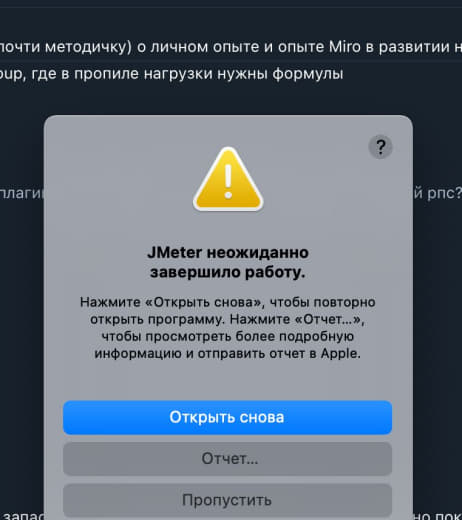 почти методичку) о личном опыте и опыте Miro в развитии н
oup, где в пропиле нагрузки нужны формулы
?
плаги й рпс?
JMeter неожиданно
завершило работу.
Нажмите «Открыть снова», чтобы повторно
открыть программу. Нажмите «Отчет...»,
чтобы просмотреть более подробную
информацию и отправить отчет в Apple.
Открыть снова
Отчет...
Пропустить
запас но пок